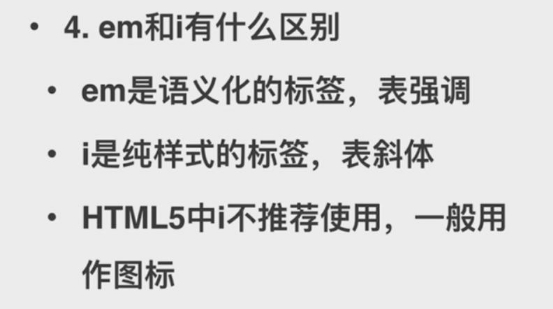 • 4. em和i有什么区别
• em是语义化的标签，表强调
• i是纯样式的标签，表斜体
• HTML5中i不推荐使用，一般用
作图标